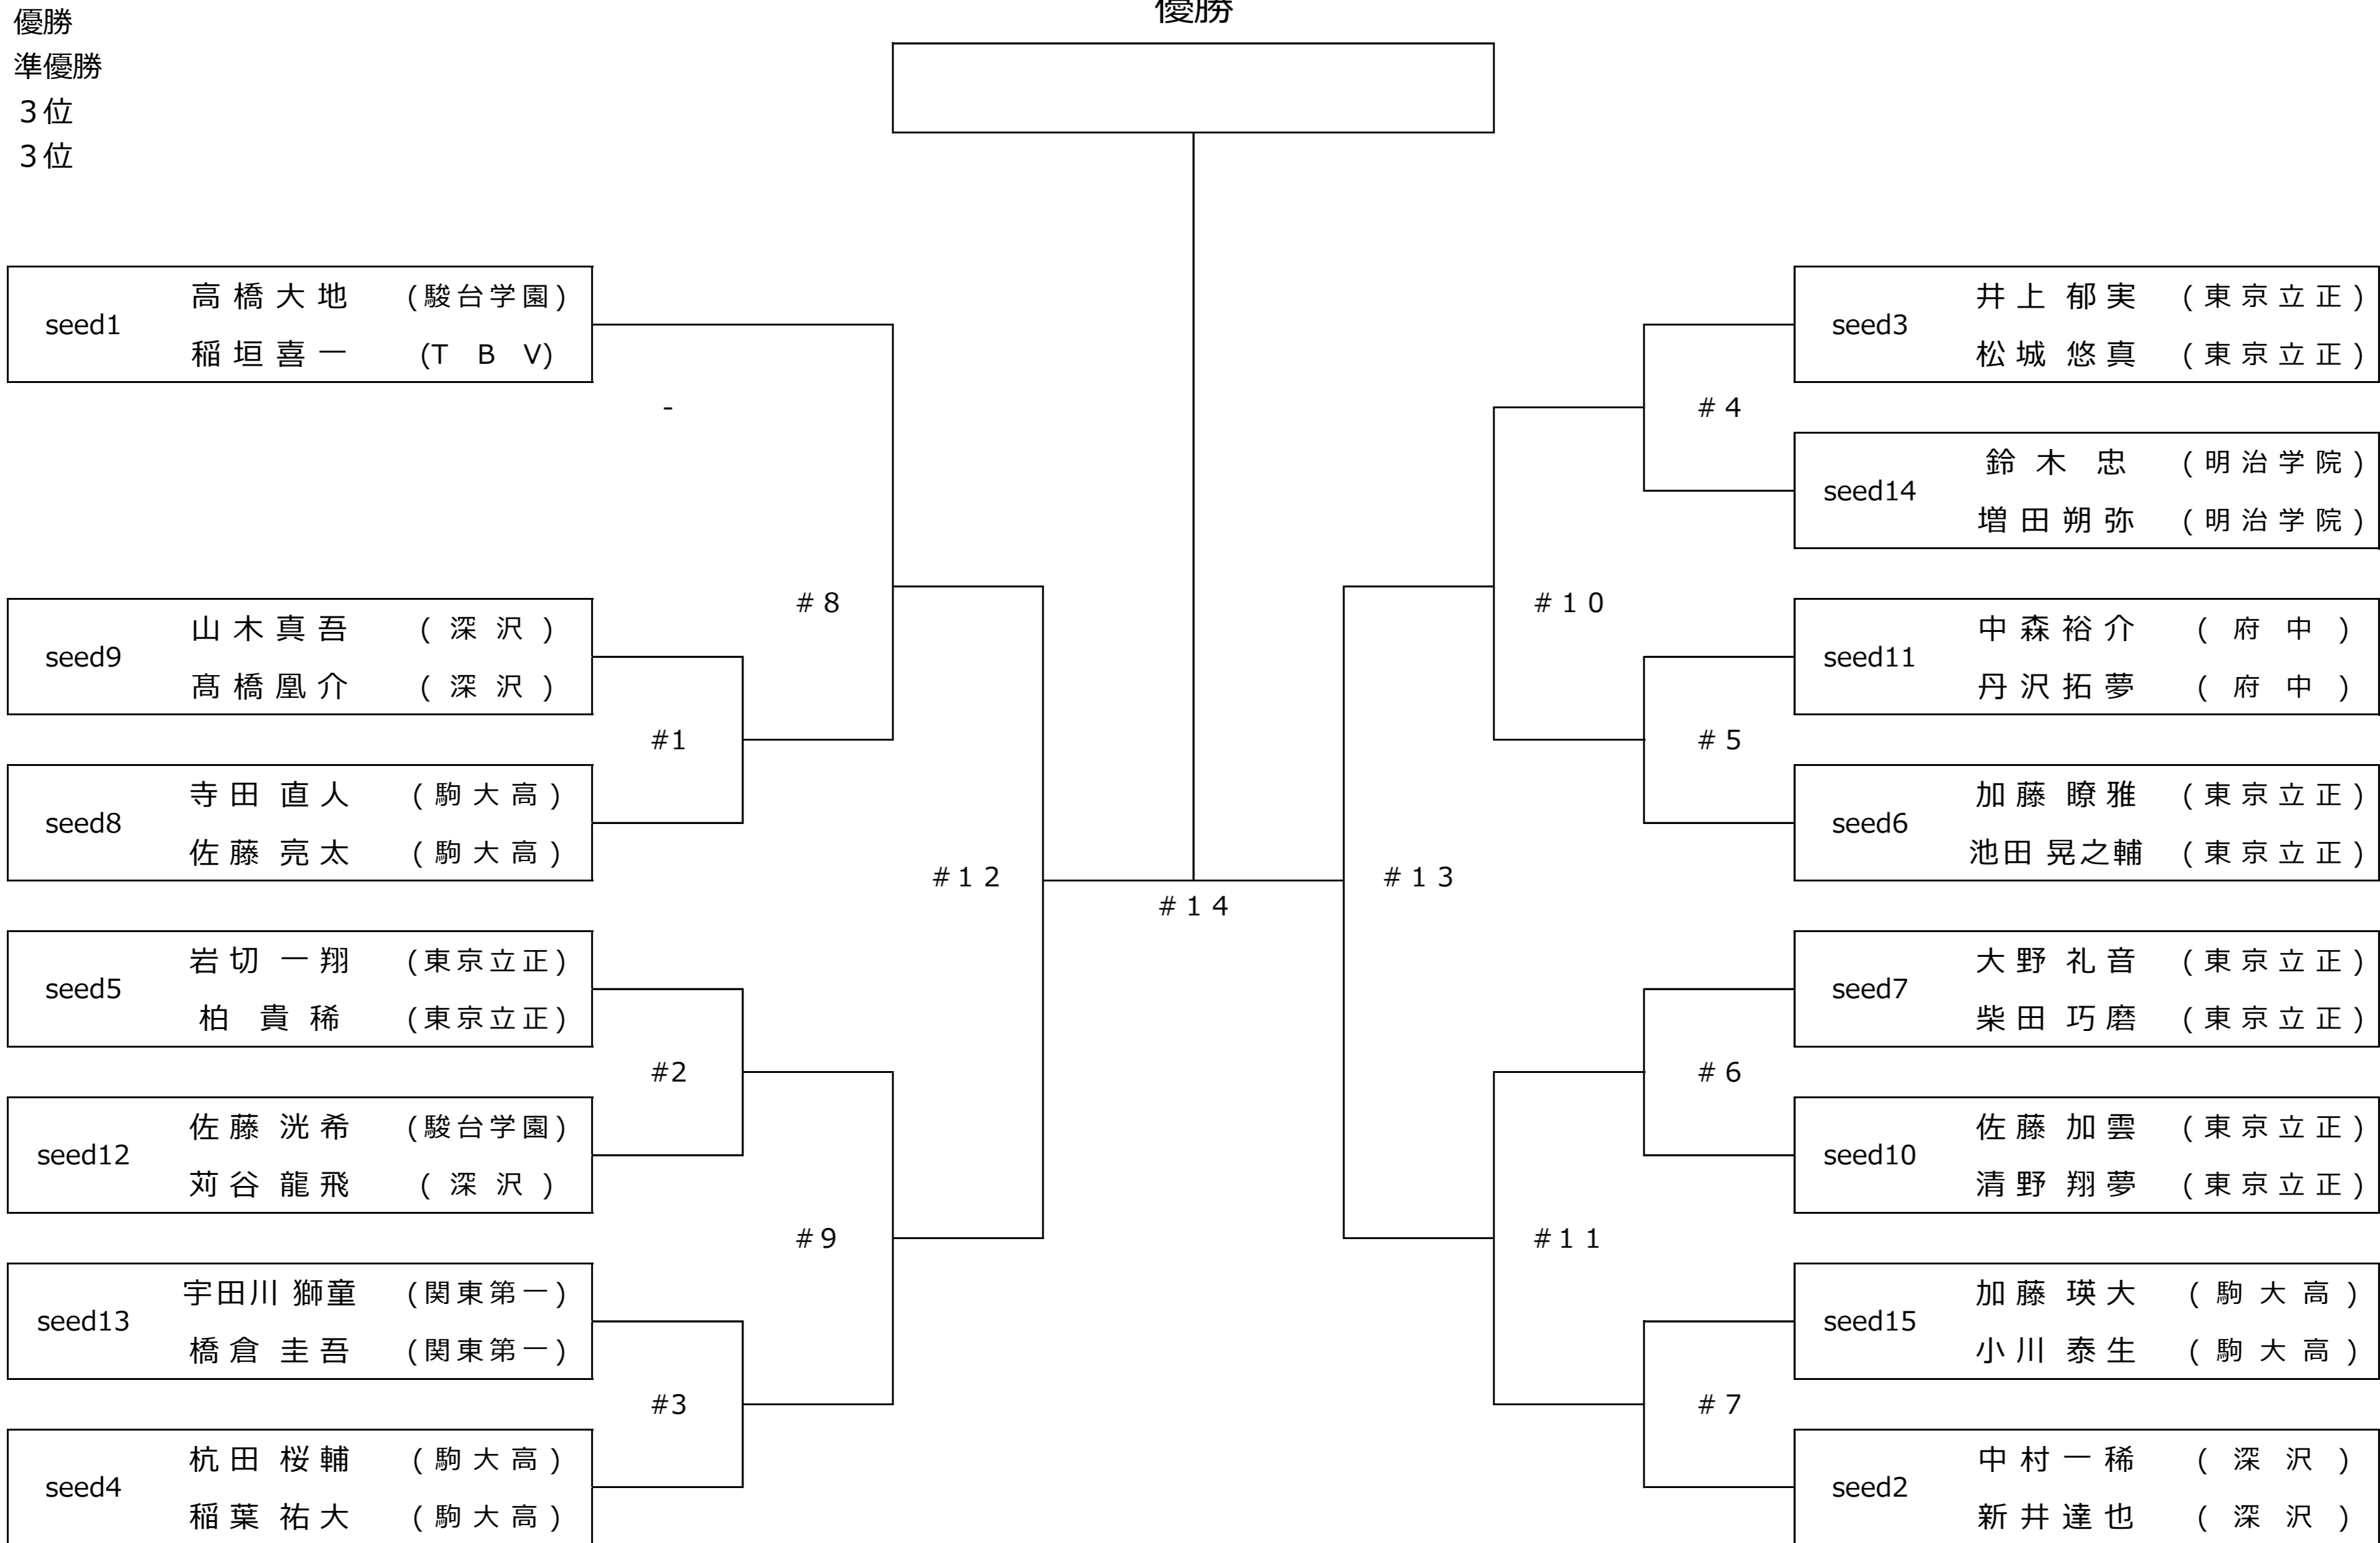 優勝
優勝
準優勝
３位
３位
seed1 高橋大地 (駿台学園)
稲垣喜一 (T B V)
-
seed9 山木真吾 (深沢)
髙橋凰介 (深沢)
#1
seed8 寺田 直人 (駒大高)
佐藤 亮太 (駒大高)
#８
seed5 岩切 一翔 (東京立正)
柏 貴稀 (東京立正)
#2
seed12 佐藤 洸希 (駿台学園)
苅谷 龍飛 (深沢)
seed13 宇田川 獅童 (関東第一)
橋倉 圭吾 (関東第一)
#3
seed4 杭田 桜輔 (駒大高)
稲葉 祐大 (駒大高)
#９
#１２
#１４
#１３
seed3 井上 郁実 (東京立正)
松城 悠真 (東京立正)
#４
seed14 鈴木 忠 (明治学院)
増田朔弥 (明治学院)
#１０
seed11 中森裕介 (府中)
丹沢拓夢 (府中)
#５
seed6 加藤 瞭雅 (東京立正)
池田 晃之輔 (東京立正)
seed7 大野 礼音 (東京立正)
柴田 巧磨 (東京立正)
#６
seed10 佐藤 加雲 (東京立正)
清野 翔夢 (東京立正)
#１１
seed15 加藤 瑛大 (駒大高)
小川 泰生 (駒大高)
#７
seed2 中村一稀 (深沢)
新井達也 (深沢)